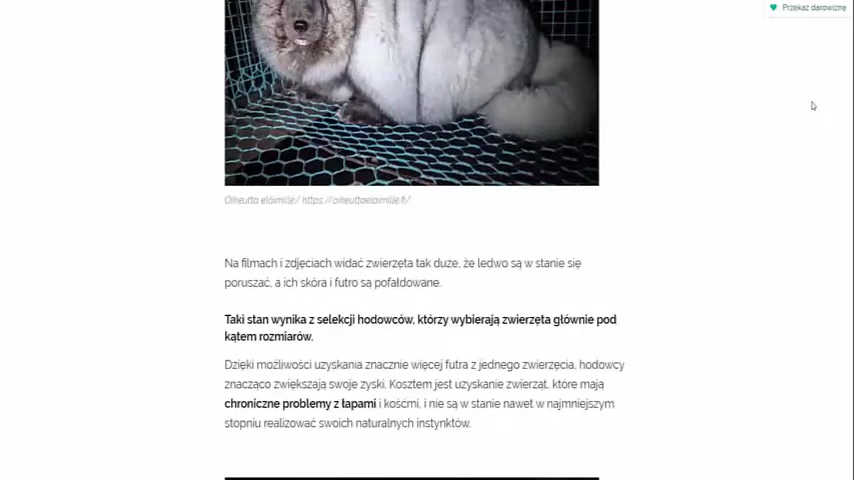 Przekaż darowiznę
Oikeutta eläimille/ https://oikeuttaelaimille.fi/
Na filmach i zdjęciach widać zwierzęta tak duże, że ledwo są w stanie się
poruszać, a ich skóra i futro są pofałdowane.
Taki stan wynika z selekcji hodowców, którzy wybierają zwierzęta głównie pod
kątem rozmiarów.
Dzięki możliwości uzyskania znacznie więcej futra z jednego zwierzęcia, hodowcy
znacząco zwiększają swoje zyski. Kosztem jest uzyskanie zwierząt, które mają
chroniczne problemy z łapami i kośćmi, i nie są w stanie nawet w najmniejszym
stopniu realizować swoich naturalnych instynktów.